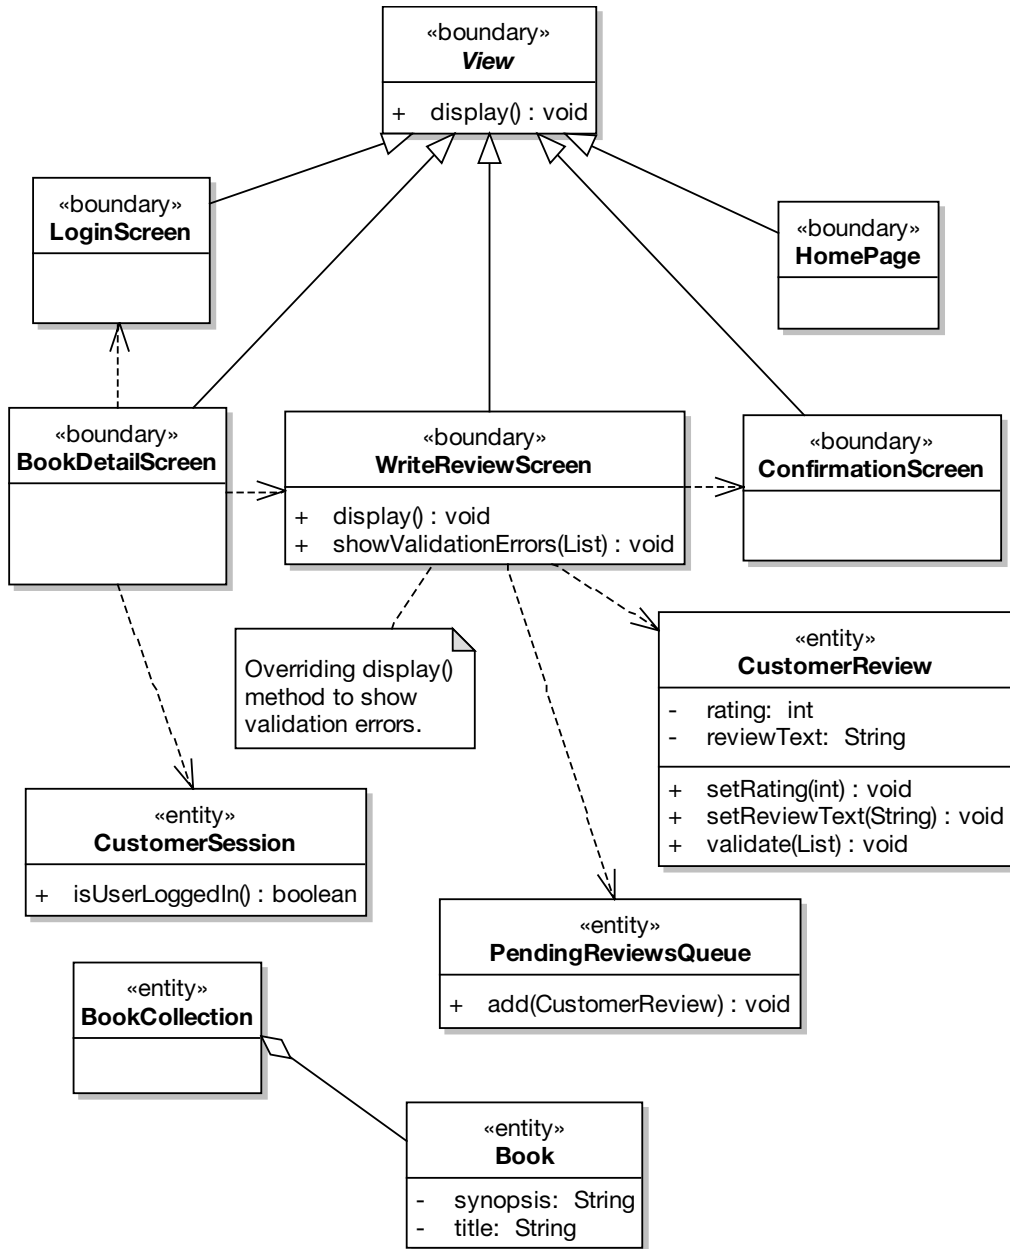 «boundary»
View
+ display() : void
«boundary»
LoginScreen
«boundary»
HomePage
«boundary»
BookDetailScreen
«boundary»
WriteReviewScreen
+ display() : void
+ showValidationErrors(List) : void
«boundary»
ConfirmationScreen
Overriding display()
method to show
validation errors.
«entity»
CustomerReview
- rating: int
- reviewText: String
+ setRating(int) : void
+ setReviewText(String) : void
+ validate(List) : void
«entity»
CustomerSession
+ isUserLoggedIn() : boolean
«entity»
PendingReviewsQueue
+ add(CustomerReview) : void
«entity»
BookCollection
«entity»
Book
- synopsis: String
- title: String